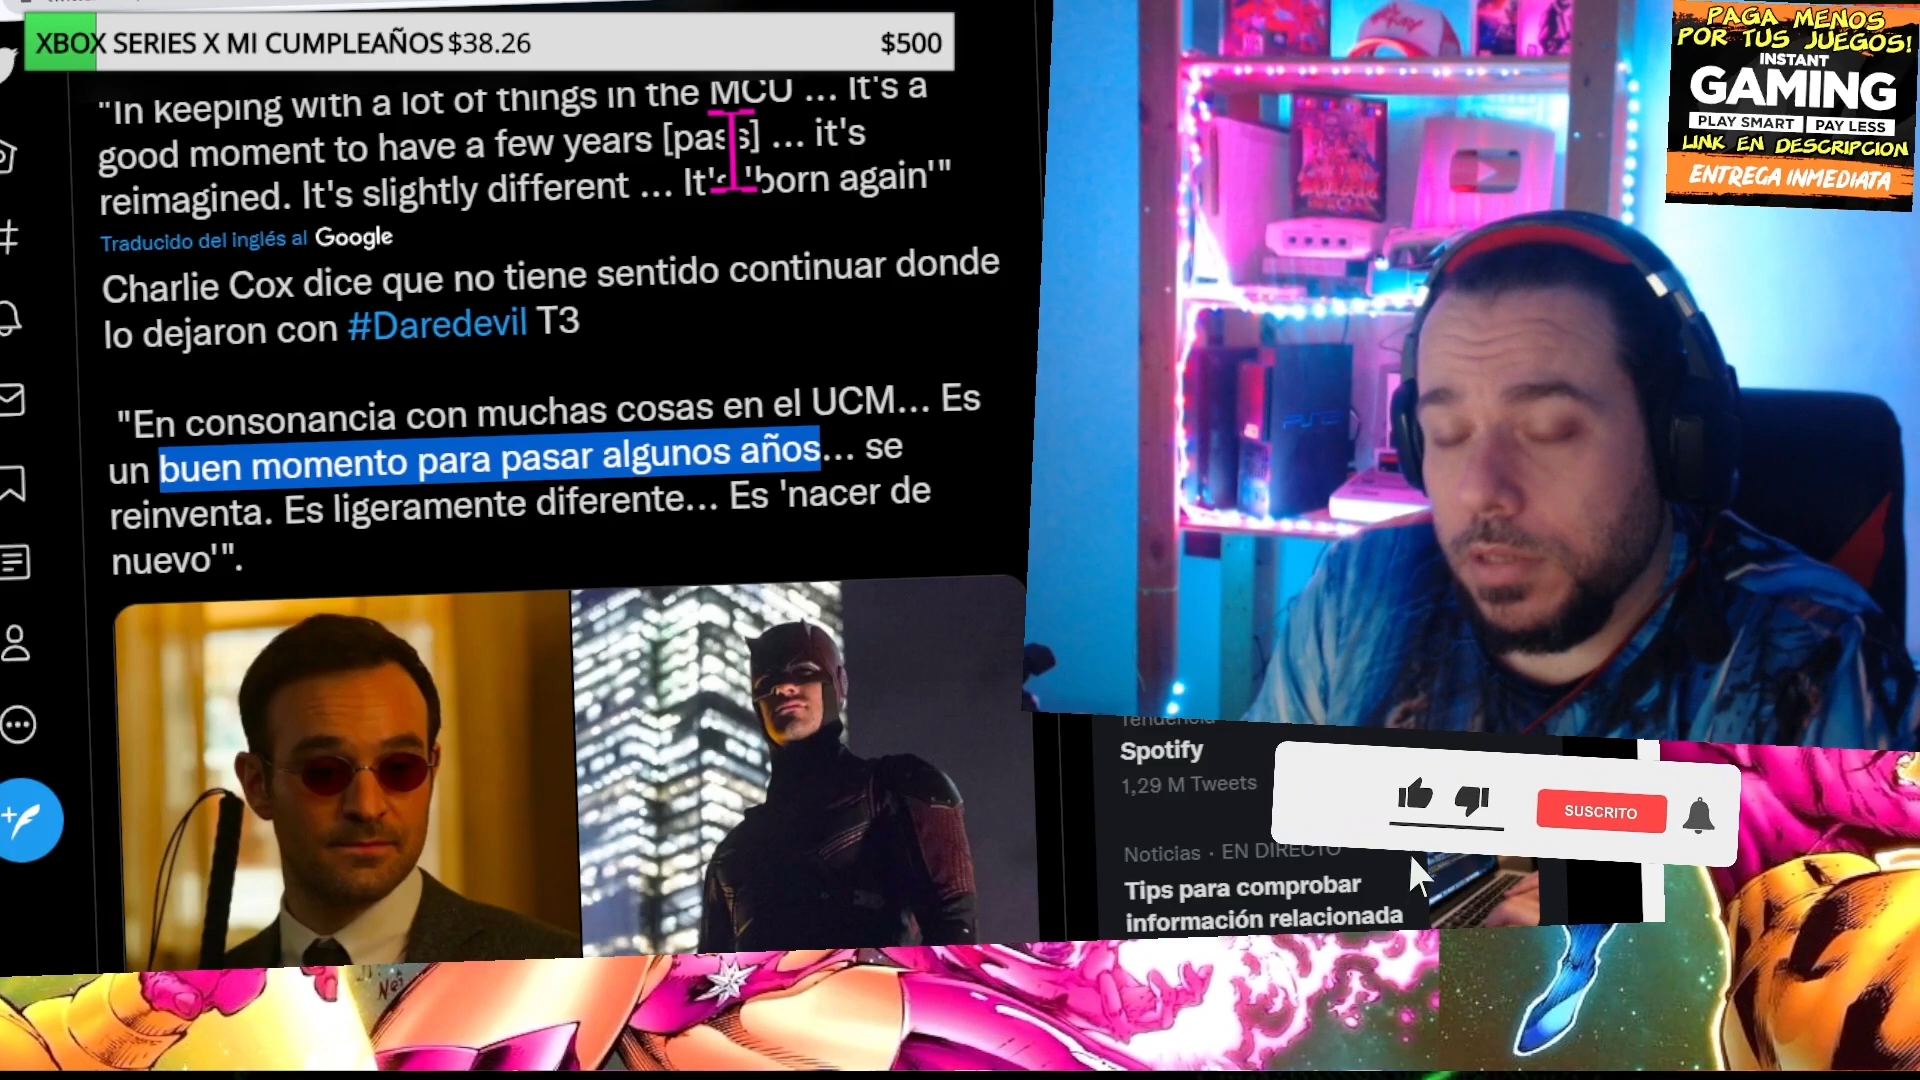 XBOX SERIES X MI CUMPLEAÑOS $38.26
$500
"In keeping with a lot of things in the MCU ... It's a
good moment to have a few years [pass] ... it's
reimagined. It's slightly different ... It's 'born again'"
Traducido del inglés al Google
Charlie Cox dice que no tiene sentido continuar donde
lo dejaron con #Daredevil T3
"En consonancia con muchas cosas en el UCM... Es
un buen momento para pasar algunos años... se
reinventa. Es ligeramente diferente... Es 'nacer de
nuevo'".
PAGA MENOS
POR TUS JUEGOS!
INSTANT
GAMING
PLAY SMART PAY LESS
LINK EN DESCRIPCION
ENTREGA INMEDIATA
Tendencia
Spotify
1,29 M Tweets
SUSCRITO
Noticias · EN DIRECTO
Tips para comprobar
información relacionada